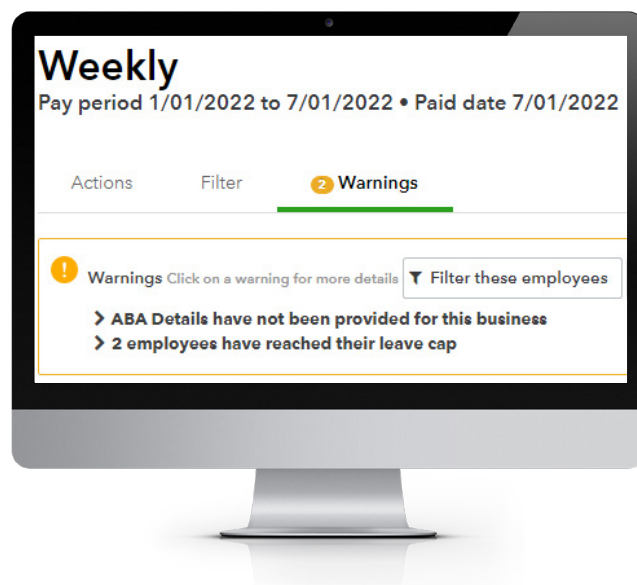 Weekly
Pay period 1/01/2022 to 7/01/2022 • Paid date 7/01/2022
Actions Filter 2 Warnings
! Warnings Click on a warning for more details Filter these employees
> ABA Details have not been provided for this business
> 2 employees have reached their leave cap